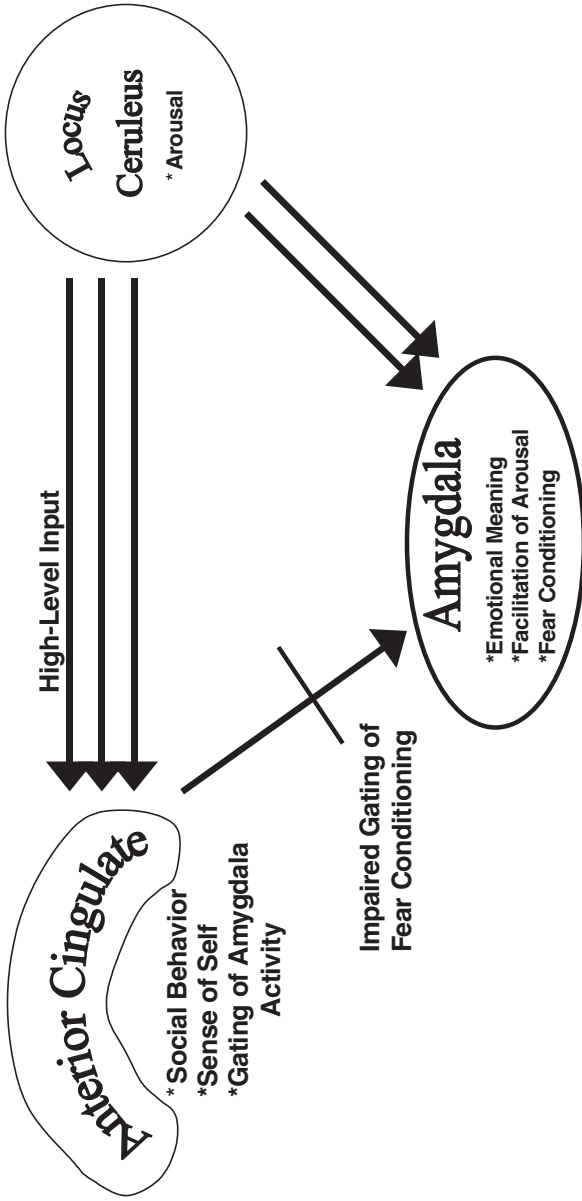 Anterior Cingulate
* Social Behavior
*Sense of Self
*Gating of Amygdala
Activity
High-Level Input
Locus
Ceruleus
* Arousal
Impaired Gating of
Fear Conditioning
Amygdala
*Emotional Meaning
*Facilitation of Arousal
*Fear Conditioning